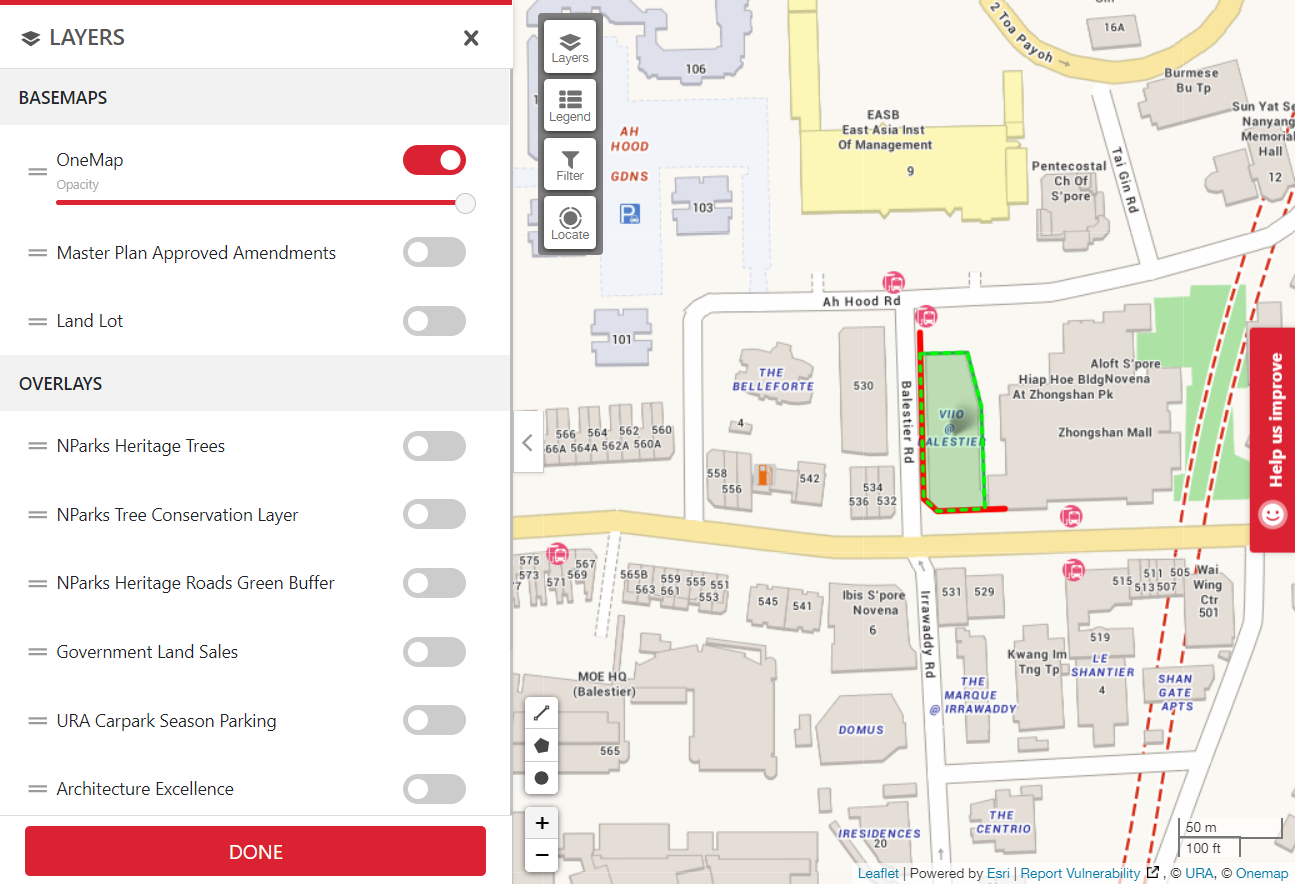 LAYERS
BASEMAPS
OneMap
Opacity
Master Plan Approved Amendments
Land Lot
OVERLAYS
NParks Heritage Trees
NParks Tree Conservation Layer
NParks Heritage Roads Green Buffer
Government Land Sales
URA Carpark Season Parking
Architecture Excellence
DONE
Layers
Legend
Filter
Locate
106
AH
HOOD
GDNS
P
103
101
2 Toa Payoh
16A
Burmese
Bu Tp
Sun Yat Se
Nanyang
Memorial
Hall
12
EASB
East Asia Inst
Of Management
9
Pentecostal
Ch Of
S'pore
Tai Gin Rd
Ah Hood Rd
Balestier Rd
THE
BELLEFORTE
4
530
VIIO
@
ALESTIER
Aloft S'pore
Hiap Hoe BldgNovena
At Zhongshan Pk
Zhongshan Mall
Help us improve
566 564 562 560
66A 564A 562A 560A
558
556
542
534
536 532
575
573
571
569
567
565B
563 561
559 555 551
553
545
541
Ibis S'pore
Novena
6
Irrawaddy Rd
531
529
515
511 505
513 507
Wai
Wing
Ctr
501
519
Kwang Im
Tng Tp
LE
SHANTIER
4
SHAN
GATE
APTS
THE
MARQUE
@ IRRAWADDY
MOE HQ
(Balestier)
565
DOMUS
IRESIDENCES
20
THE
CENTRIO
+
−
50 m
100 ft
Leaflet | Powered by Esri | Report Vulnerability , © URA, © Onemap